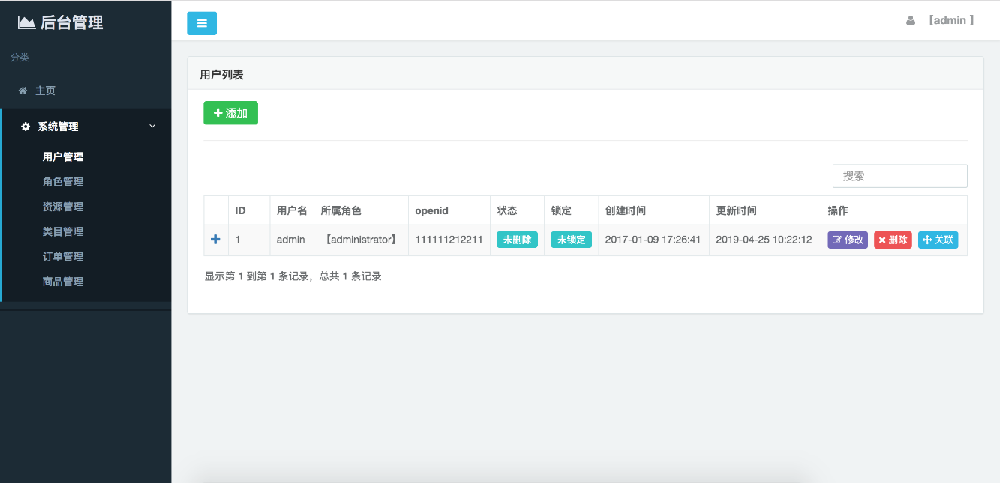 后台管理
【admin 】
分类
主页
系统管理
用户管理
角色管理
资源管理
类目管理
订单管理
商品管理
用户列表
添加
搜索
ID 用户名 所属角色 openid 状态 锁定 创建时间 更新时间 操作
1 admin 【administrator】 111111212211 未删除 未锁定 2017-01-09 17:26:41 2019-04-25 10:22:12 修改 删除 关联
显示第 1 到第 1 条记录，总共 1 条记录